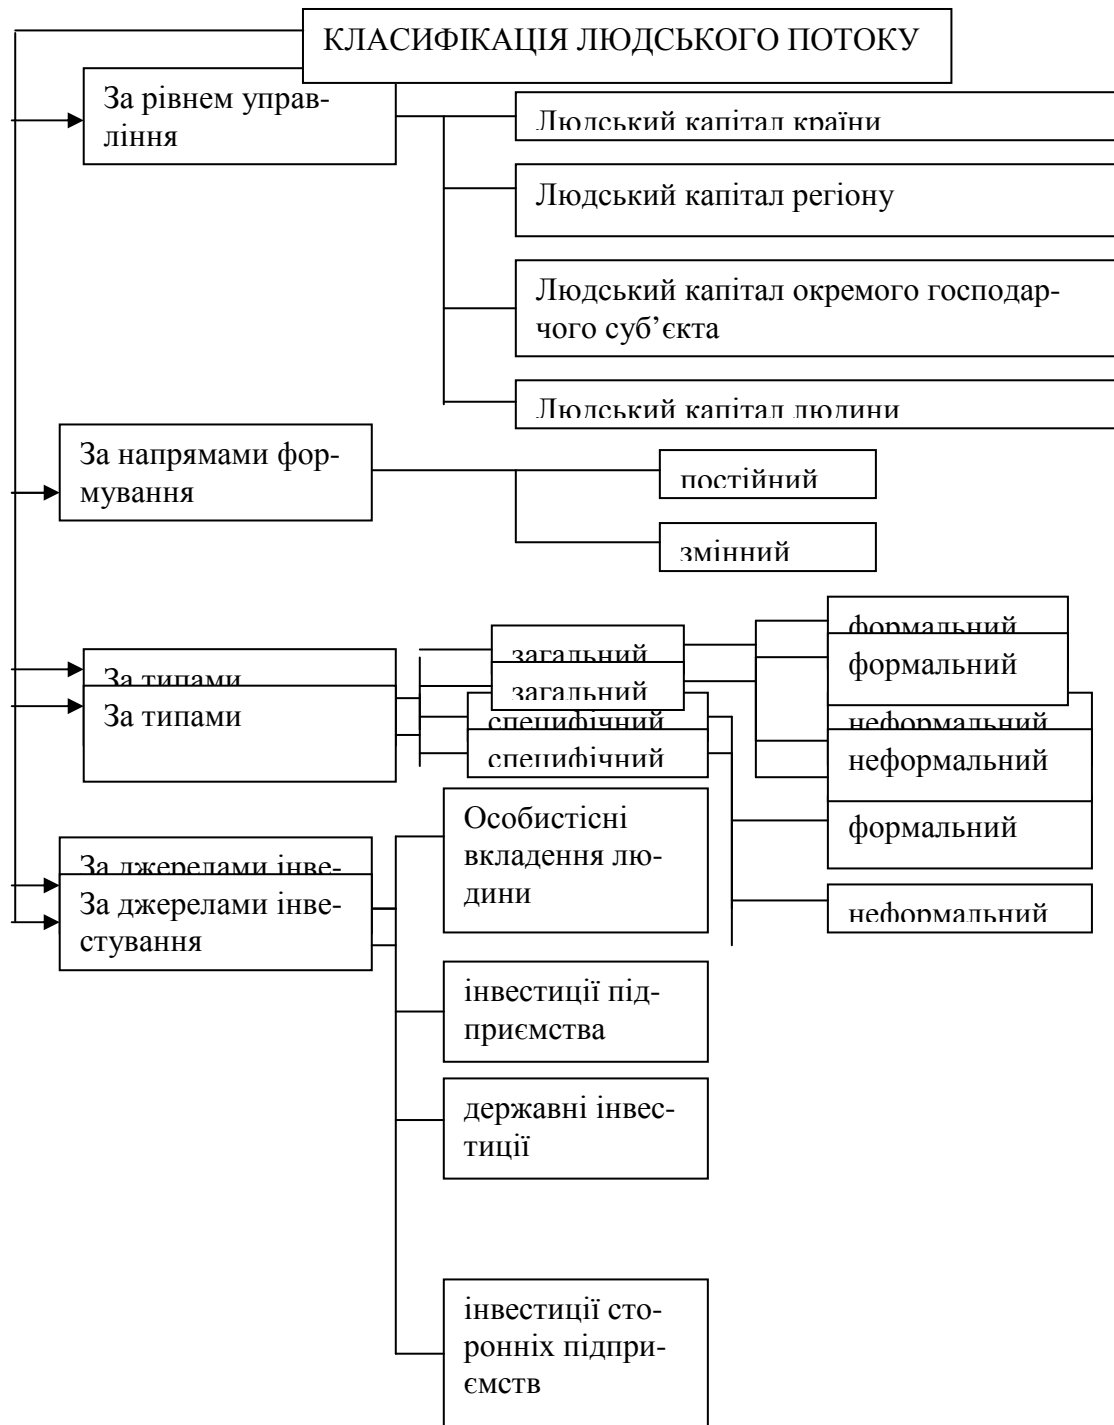 КЛАСИФІКАЦІЯ ЛЮДСЬКОГО ПОТОКУ
За рівнем управ-
ління
Людський капітал країни
Людський капітал регіону
Людський капітал окремого господар-
чого суб’єкта
Людський капітал людини
За напрямами фор-
мування
постійний
змінний
За типами
За типами
загальний
загальний
специфічний
специфічний
формальний
формальний
неформальний
неформальний
формальний
неформальний
За джерелами інве-
За джерелами інве-
стування
Особистісні
вкладення лю-
дини
інвестиції під-
приємства
державні інвес-
тиції
інвестиції сто-
ронніх підпри-
ємств